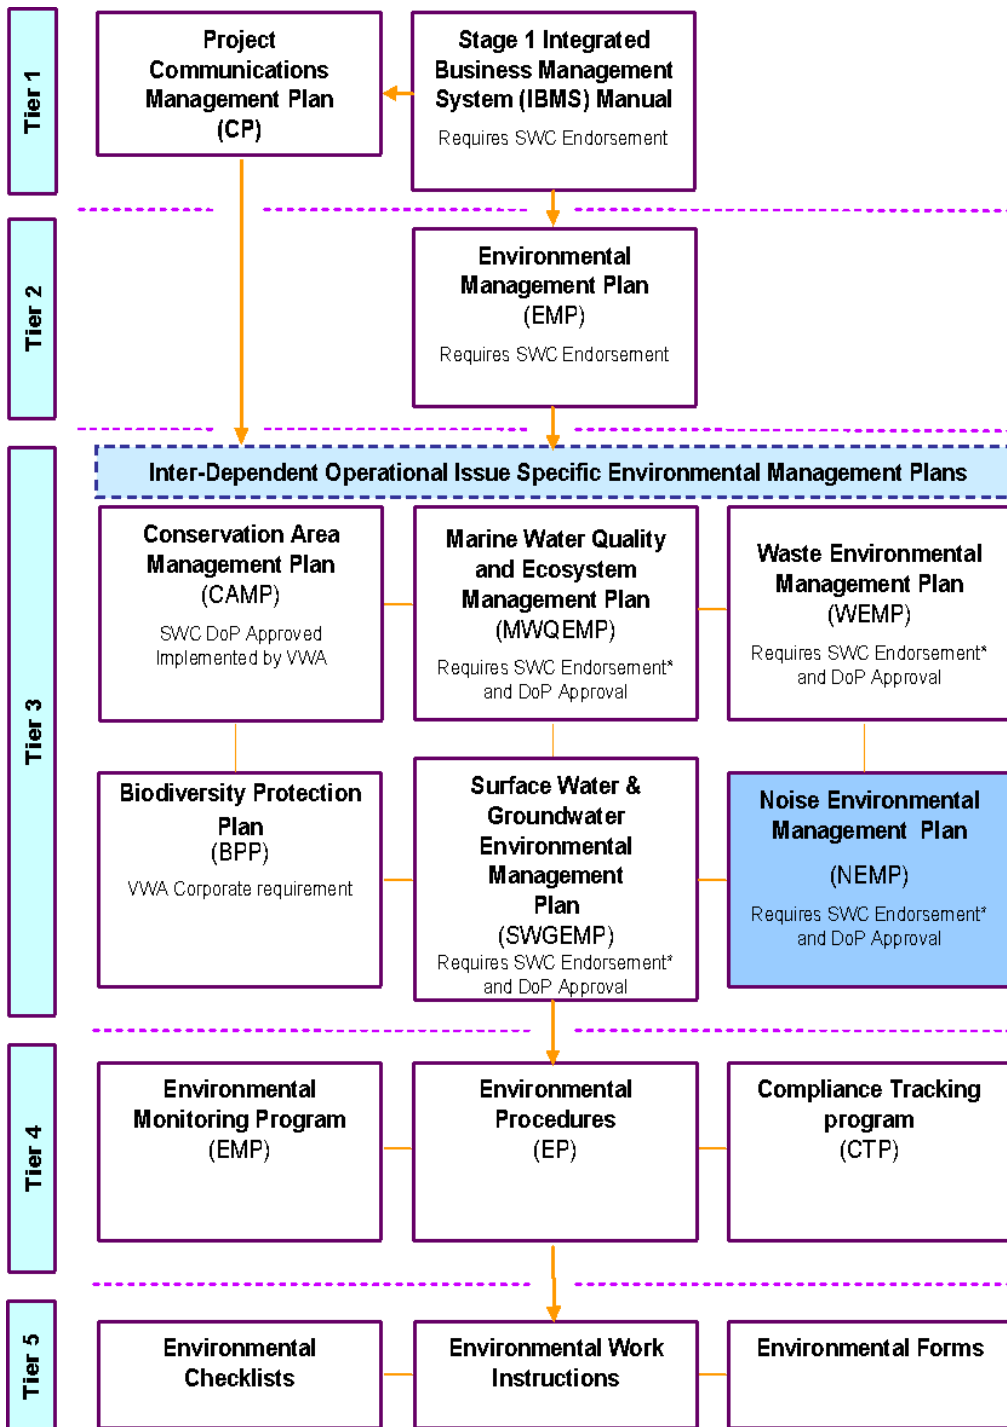 Tier 1
Project
Communications
Management Plan
(CP)
Stage 1 Integrated
Business Management
System (IBMS) Manual
Requires SWC Endorsement
Tier 2
Environmental
Management Plan
(EMP)
Requires SWC Endorsement
Tier 3
Inter-Dependent Operational Issue Specific Environmental Management Plans
Conservation Area
Management Plan
(CAMP)
SWC DoP Approved
Implemented by VWA
Marine Water Quality
and Ecosystem
Management Plan
(MWQEMP)
Requires SWC Endorsement*
and DoP Approval
Waste Environmental
Management Plan
(WEMP)
Requires SWC Endorsement*
and DoP Approval
Biodiversity Protection
Plan
(BPP)
VWA Corporate requirement
Surface Water &
Groundwater
Environmental
Management
Plan
(SWGEMP)
Requires SWC Endorsement*
and DoP Approval
Noise Environmental
Management Plan
(NEMP)
Requires SWC Endorsement*
and DoP Approval
Tier 4
Environmental
Monitoring Program
(EMP)
Environmental
Procedures
(EP)
Compliance Tracking
program
(CTP)
Tier 5
Environmental
Checklists
Environmental Work
Instructions
Environmental Forms